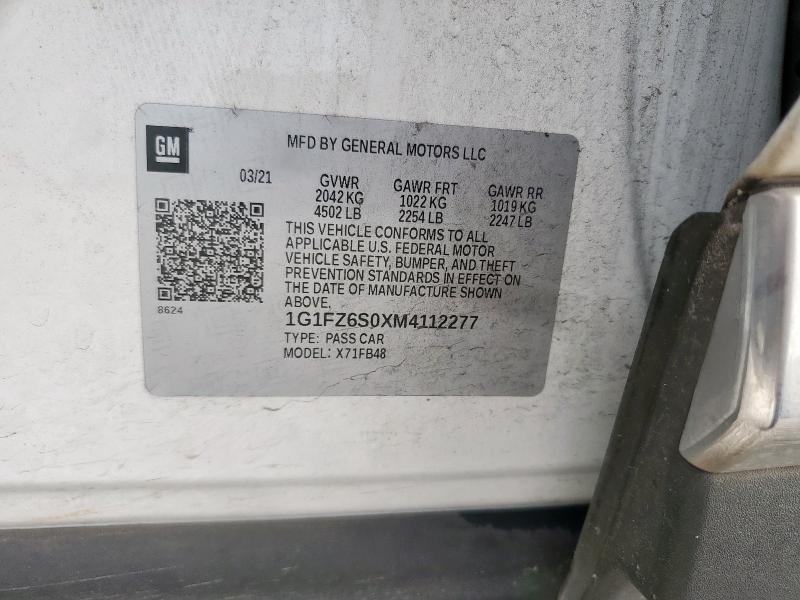 GM
MFD BY GENERAL MOTORS LLC
03/21
GVWR GAWR FRT GAWR RR
2042 KG 1022 KG 1019 KG
4502 LB 2254 LB 2247 LB
THIS VEHICLE CONFORMS TO ALL
APPLICABLE U.S. FEDERAL MOTOR
VEHICLE SAFETY, BUMPER, AND THEFT
PREVENTION STANDARDS IN EFFECT ON
THE DATE OF MANUFACTURE SHOWN
ABOVE.
8624
1G1FZ6S0XM4112277
TYPE: PASS CAR
MODEL: X71FB48